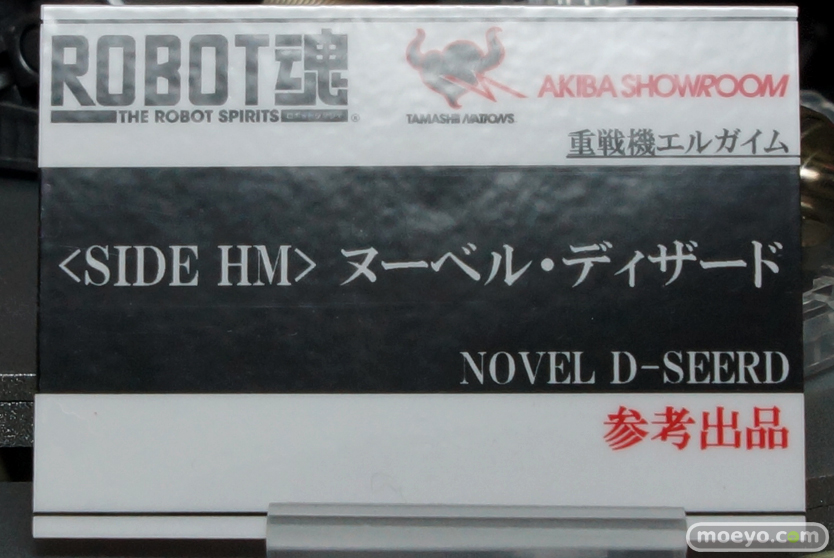 ROBOT魂
THE ROBOT SPIRITS
TAMASHII NATIONS
AKIBA SHOWROOM
重戦機エルガイム
<SIDE HM> ヌーベル・ディザード
NOVEL D-SEERD
参考出品
moeyo.com